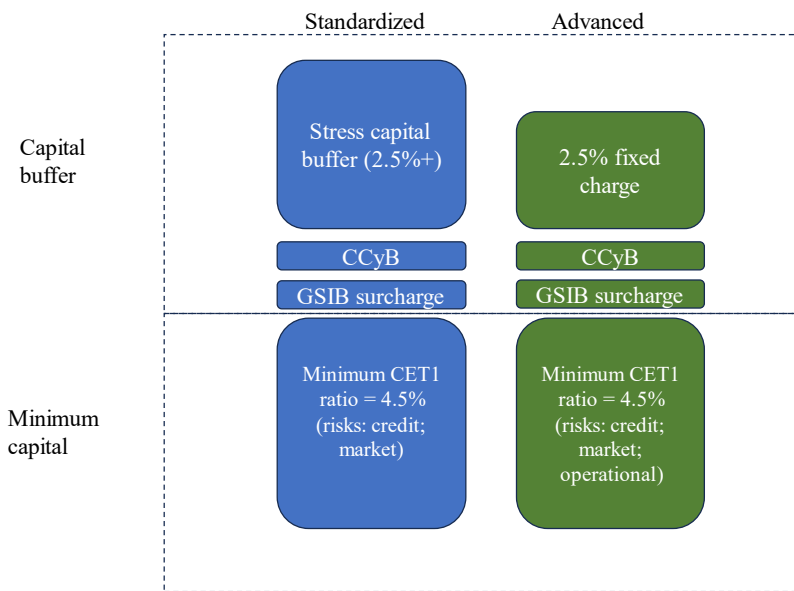 Standardized
Advanced
Capital
buffer
Stress capital
buffer (2.5%+)
2.5% fixed
charge
CCyB
CCyB
GSIB surcharge
GSIB surcharge
Minimum
capital
Minimum CET1
ratio = 4.5%
(risks: credit;
market)
Minimum CET1
ratio = 4.5%
(risks: credit;
market;
operational)